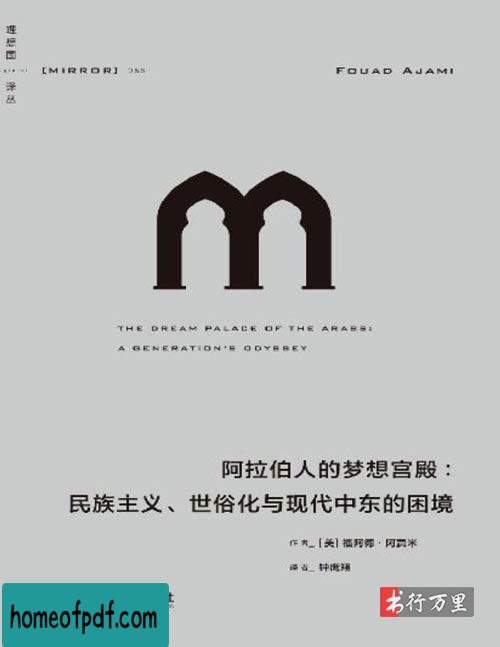 理想国
译丛
[MIRROR] 055
FOUAD AJAMI
m
THE DREAM PALACE OF THE ARABS:
A GENERATION'S ODYSSEY
阿拉伯人的梦想宫殿：
民族主义、世俗化与现代中东的困境
作者_ [美] 福阿德·阿贾米
译者_ 钟鹰翔
社
homeofpdf.com
书行万里